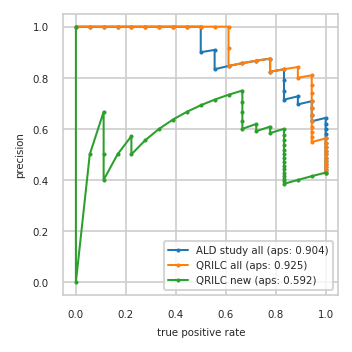 1.0
0.8
0.6
0.4
0.2
0.0
precision
0.0 0.2 0.4 0.6 0.8 1.0
true positive rate
ALD study all (aps: 0.904)
QRILC all (aps: 0.925)
QRILC new (aps: 0.592)